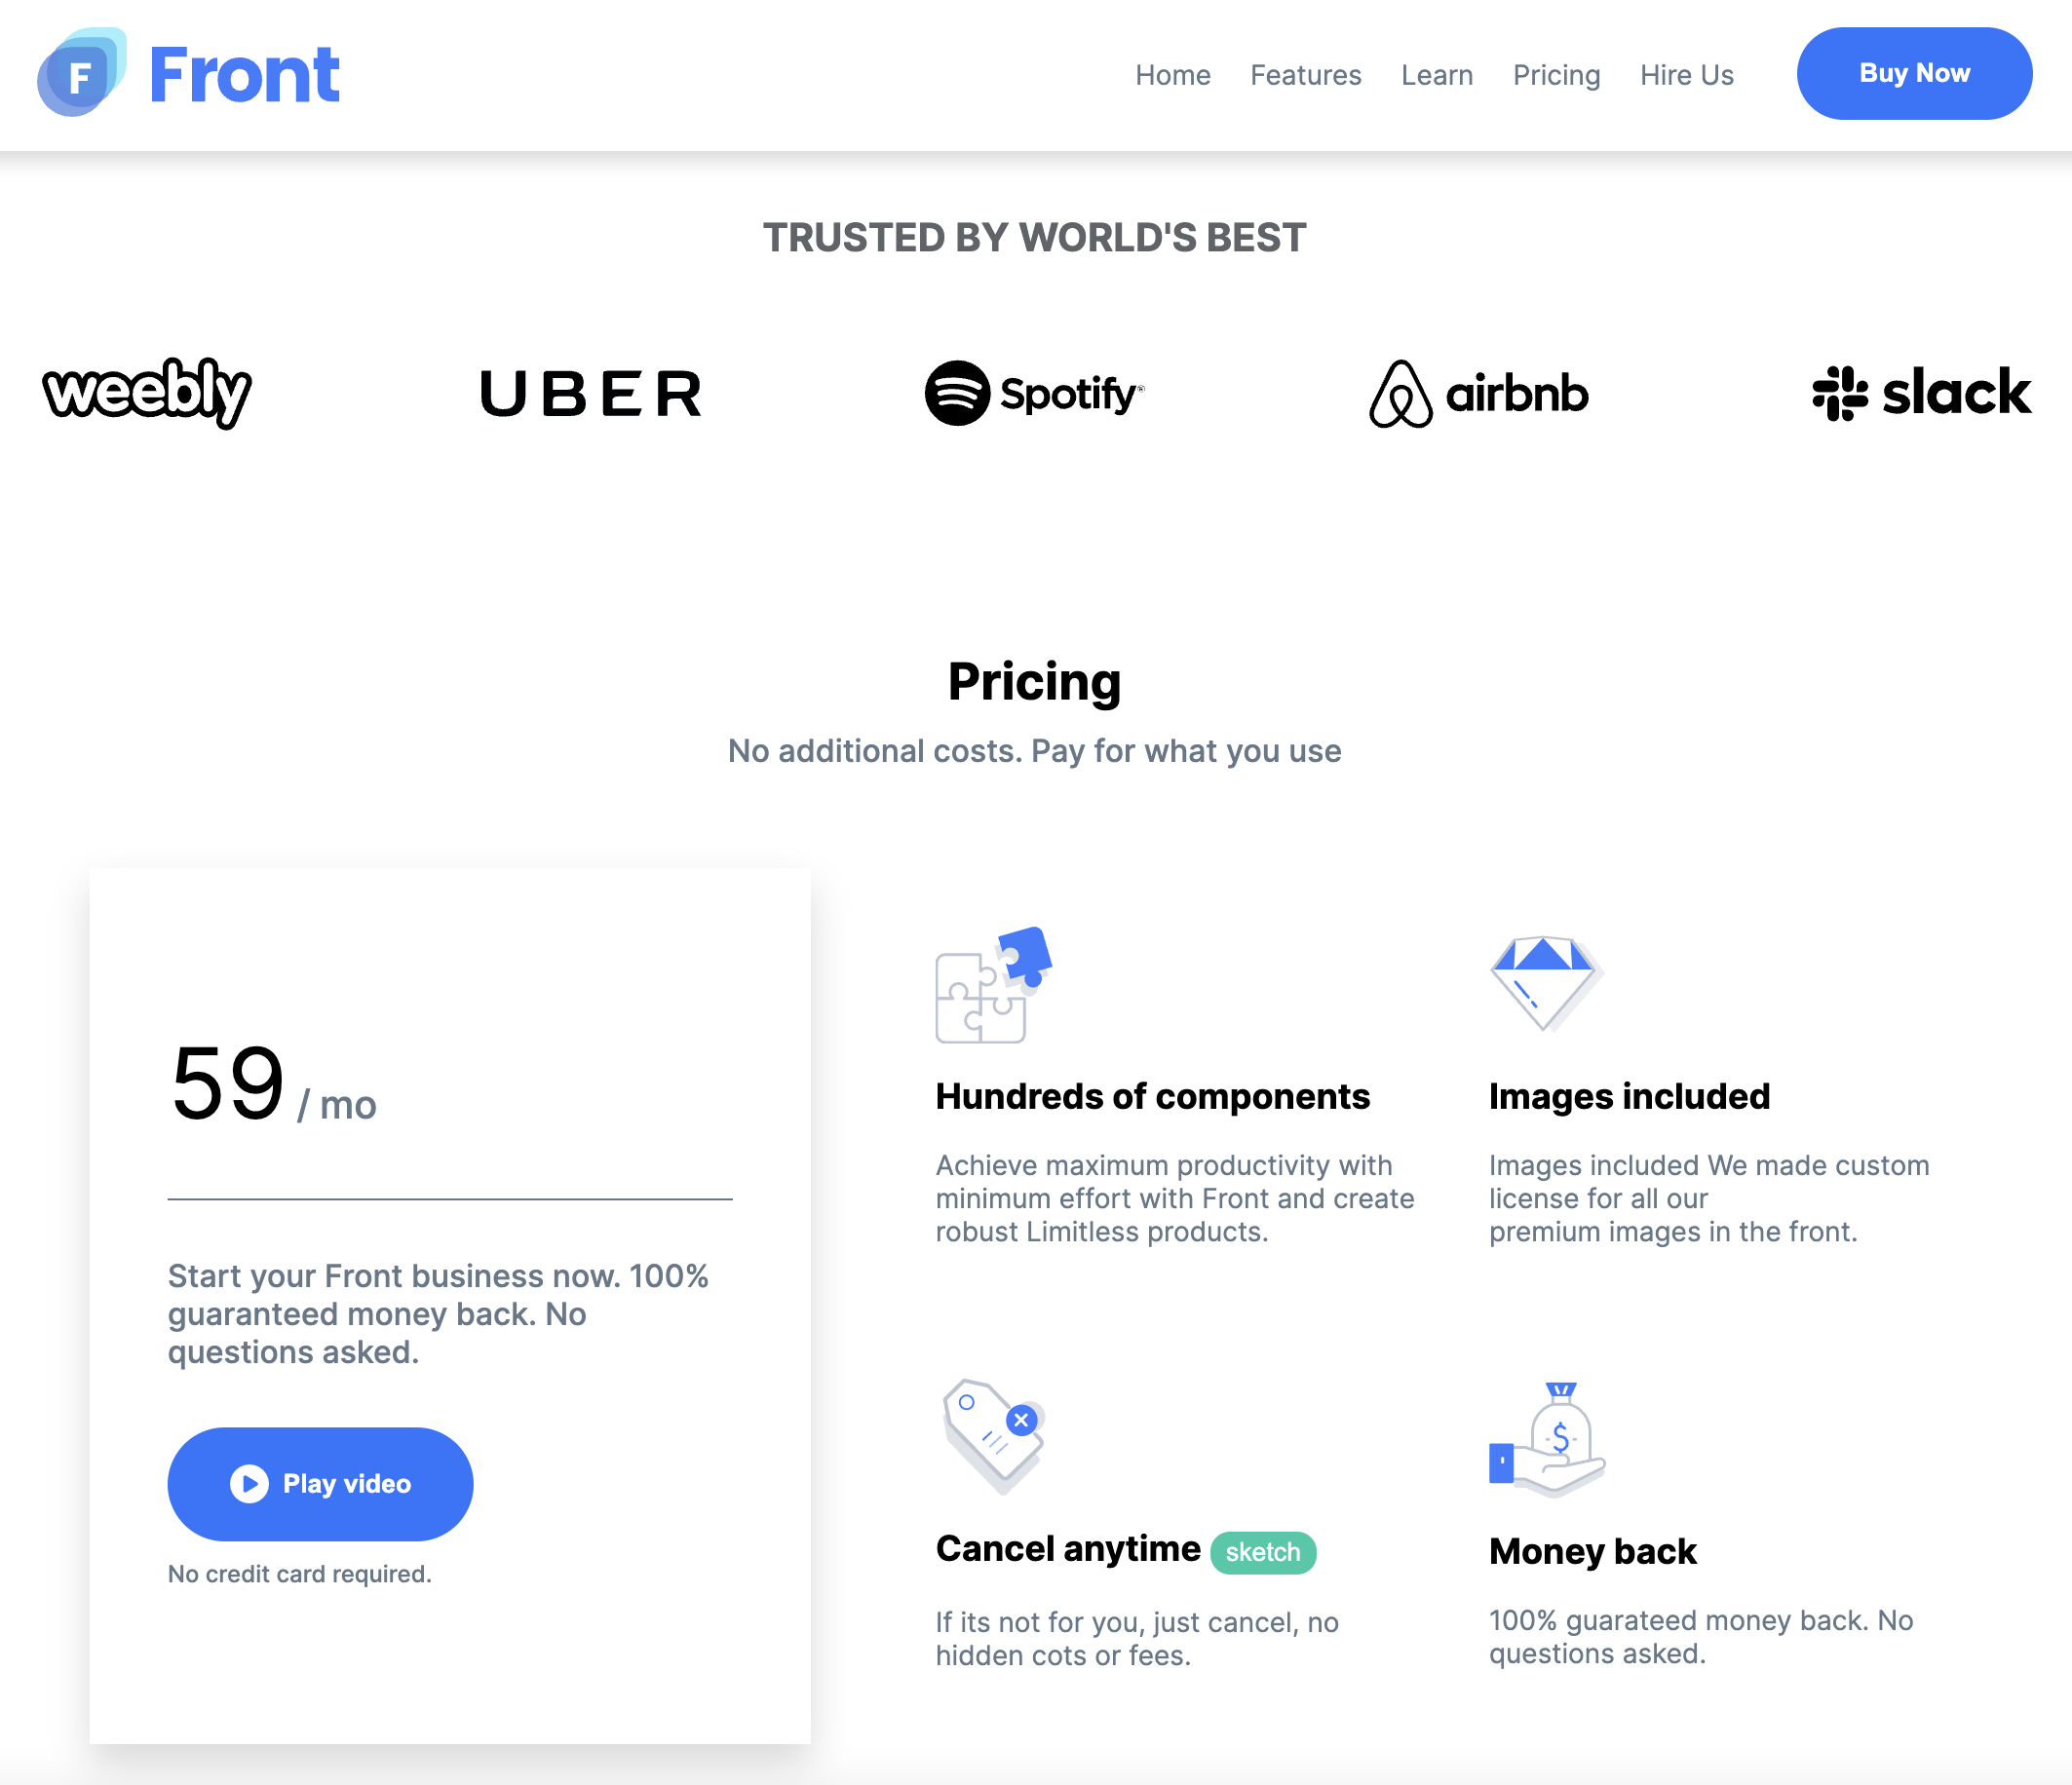 F Front
Home Features Learn Pricing Hire Us Buy Now
TRUSTED BY WORLD'S BEST
weebly UBER Spotify® airbnb slack
Pricing
No additional costs. Pay for what you use
59 / mo
Start your Front business now. 100%
guaranteed money back. No
questions asked.
Play video
No credit card required.
Hundreds of components
Achieve maximum productivity with
minimum effort with Front and create
robust Limitless products.
Images included
Images included We made custom
license for all our
premium images in the front.
Cancel anytime sketch
If its not for you, just cancel, no
hidden cots or fees.
$
Money back
100% guarateed money back. No
questions asked.